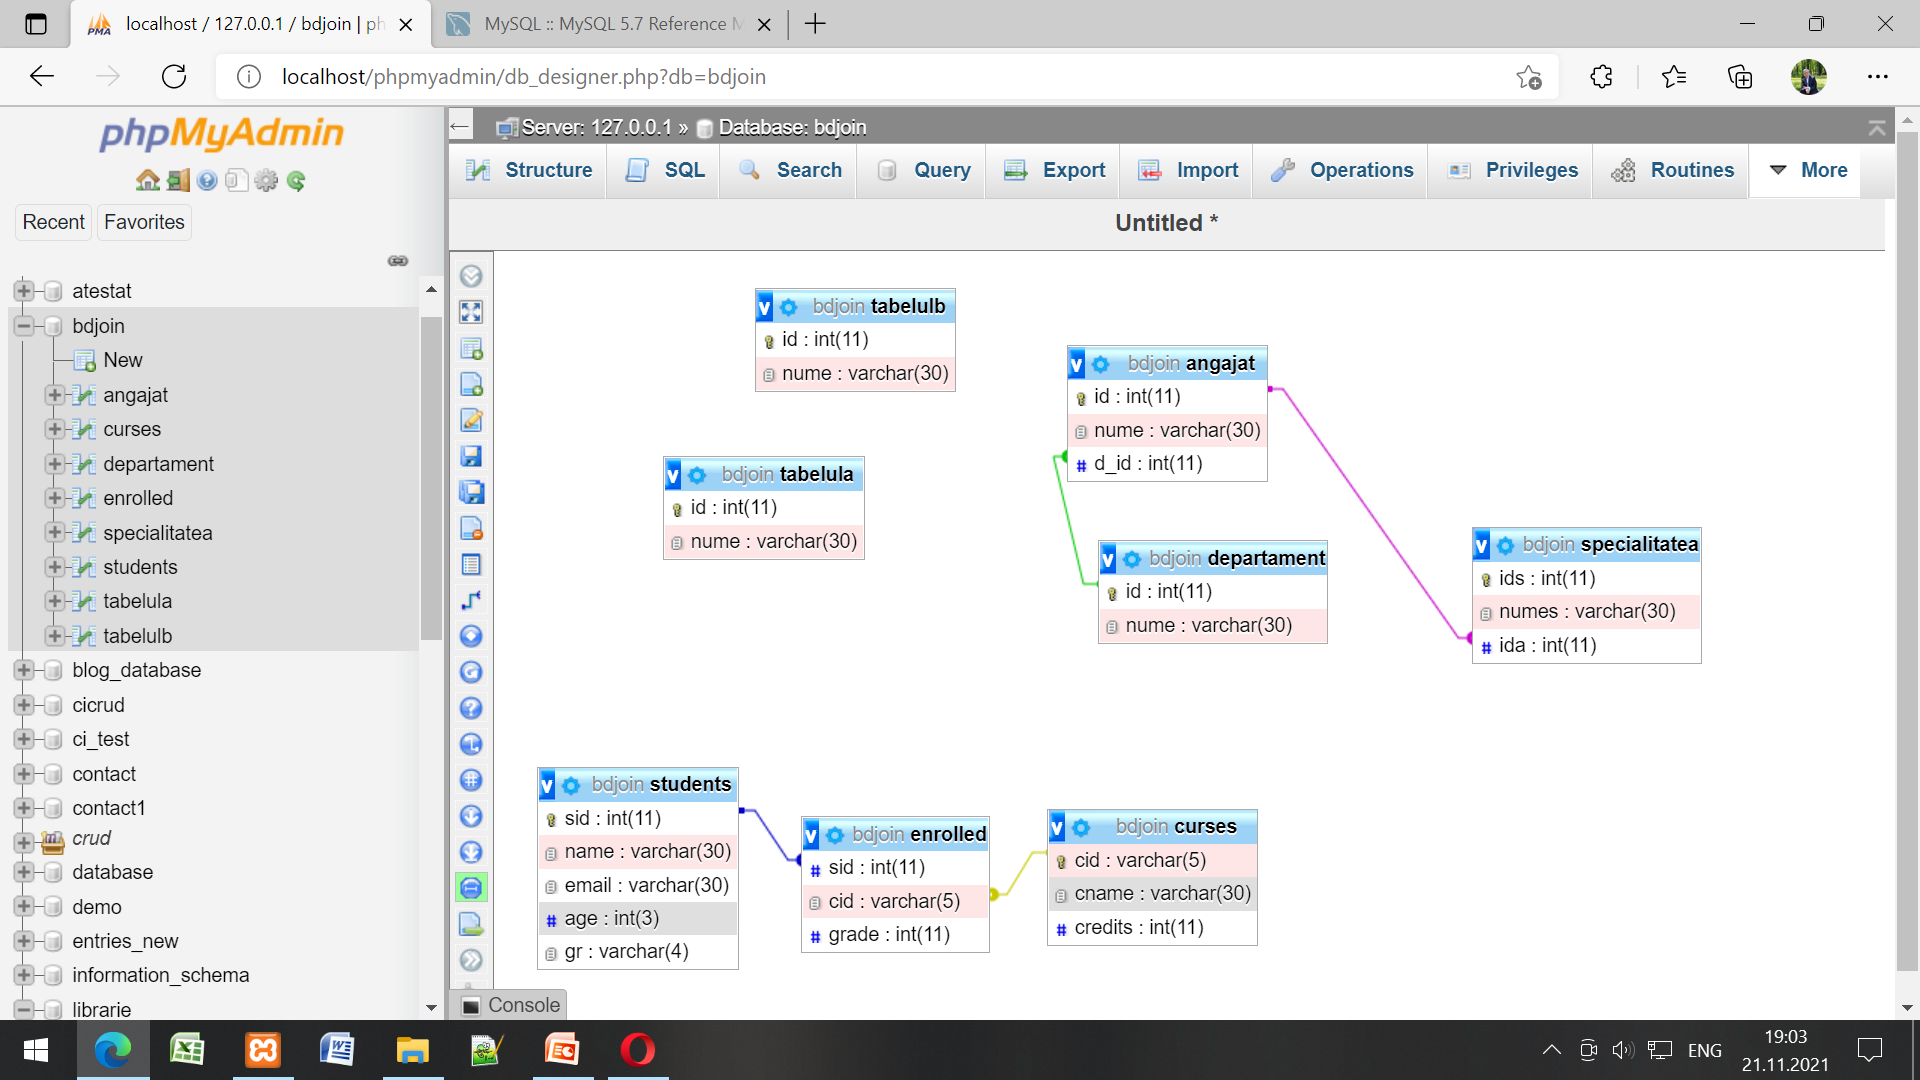 localhost / 127.0.0.1 / bdjoin | ph
MySQL :: MySQL 5.7 Reference M
localhost/phpmyadmin/db_designer.php?db=bdjoin
phpMyAdmin
Recent
Favorites
atestat
bdjoin
New
angajat
curses
departament
enrolled
specialitatea
students
tabelula
tabelulb
blog_database
cicrud
ci_test
contact
contact1
crud
database
demo
entries_new
information_schema
librarie
Server: 127.0.0.1 » Database: bdjoin
Structure
SQL
Search
Query
Export
Import
Operations
Privileges
Routines
More
Untitled *
v bdjoin tabelulb
id : int(11)
nume : varchar(30)
v bdjoin angajat
id : int(11)
nume : varchar(30)
# d_id : int(11)
v bdjoin tabelula
id : int(11)
nume : varchar(30)
v bdjoin departament
id : int(11)
nume : varchar(30)
v bdjoin specialitatea
ids : int(11)
numes : varchar(30)
# ida : int(11)
v bdjoin students
sid : int(11)
name : varchar(30)
email : varchar(30)
# age : int(3)
gr : varchar(4)
v bdjoin enrolled
# sid : int(11)
cid : varchar(5)
# grade : int(11)
v bdjoin curses
cid : varchar(5)
cname : varchar(30)
# credits : int(11)
Console
ENG
19:03
21.11.2021